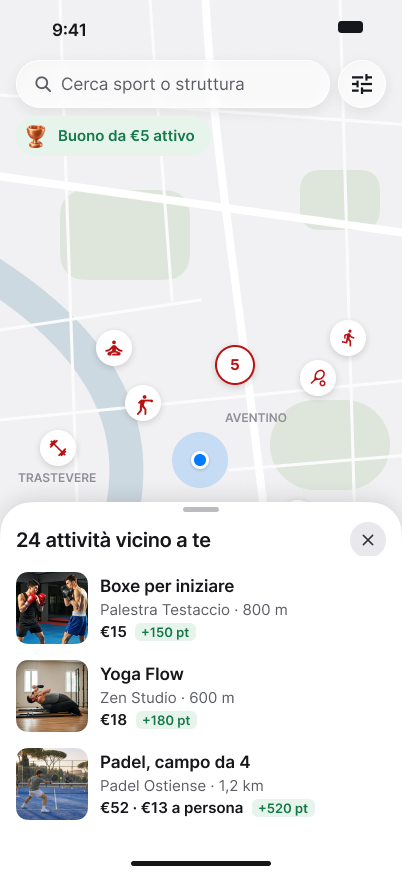 9:41
Cerca sport o struttura
Buono da €5 attivo
5
AVENTINO
TRASTEVERE
24 attività vicino a te
Boxe per iniziare
Palestra Testaccio · 800 m
€15 +150 pt
Yoga Flow
Zen Studio · 600 m
€18 +180 pt
Padel, campo da 4
Padel Ostiense · 1,2 km
€52 · €13 a persona +520 pt